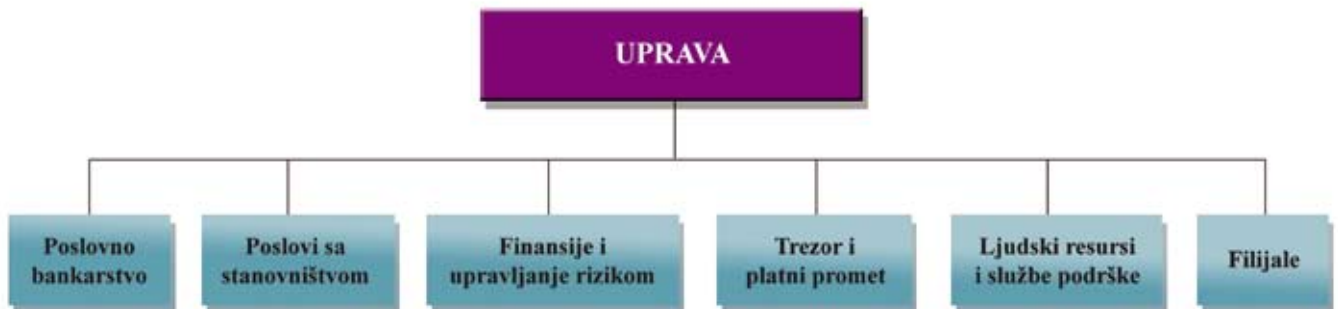 UPRAVA
Poslovno
bankarstvo
Poslovi sa
stanovništvom
Finansije i
upravljanje rizikom
Trezor i
platni promet
Ljudski resursi
i službe podrške
Filijale